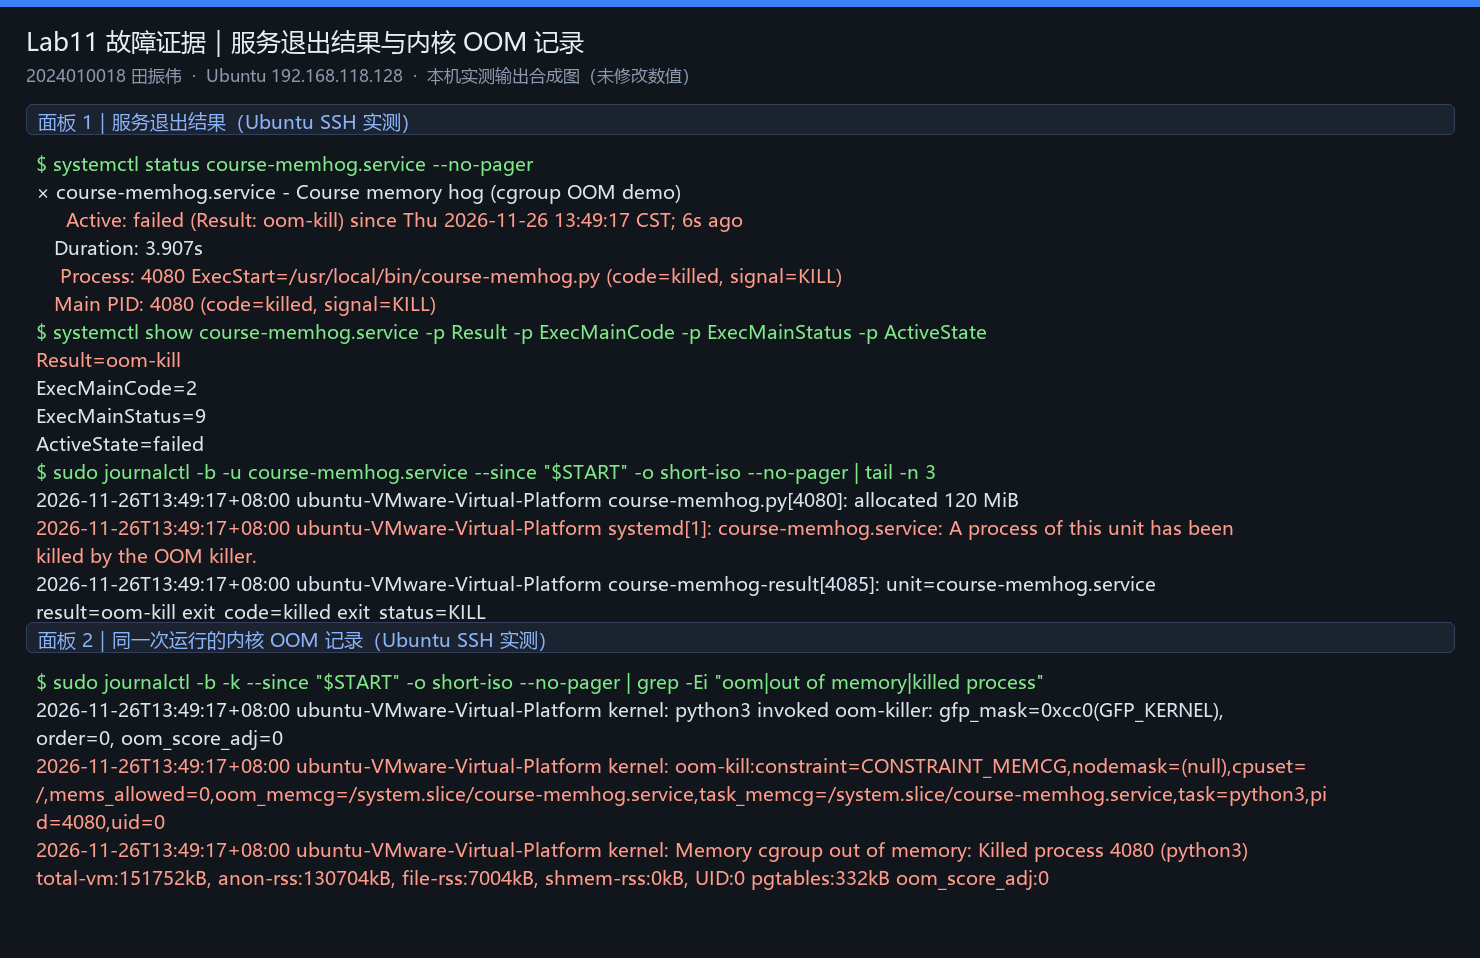 Lab11 故障证据 | 服务退出结果与内核 OOM 记录
2024010018 田振伟 · Ubuntu 192.168.118.128 · 本机实测输出合成图（未修改数值）
面板 1 | 服务退出结果（Ubuntu SSH 实测）
$ systemctl status course-memhog.service --no-pager
× course-memhog.service - Course memory hog (cgroup OOM demo)
Active: failed (Result: oom-kill) since Thu 2026-11-26 13:49:17 CST; 6s ago
Duration: 3.907s
Process: 4080 ExecStart=/usr/local/bin/course-memhog.py (code=killed, signal=KILL)
Main PID: 4080 (code=killed, signal=KILL)
$ systemctl show course-memhog.service -p Result -p ExecMainCode -p ExecMainStatus -p ActiveState
Result=oom-kill
ExecMainCode=2
ExecMainStatus=9
ActiveState=failed
$ sudo journalctl -b -u course-memhog.service --since "$START" -o short-iso --no-pager | tail -n 3
2026-11-26T13:49:17+08:00 ubuntu-VMware-Virtual-Platform course-memhog.py[4080]: allocated 120 MiB
2026-11-26T13:49:17+08:00 ubuntu-VMware-Virtual-Platform systemd[1]: course-memhog.service: A process of this unit has been
killed by the OOM killer.
2026-11-26T13:49:17+08:00 ubuntu-VMware-Virtual-Platform course-memhog-result[4085]: unit=course-memhog.service
result=oom-kill exit_code=killed exit_status=KILL
面板 2 | 同一次运行的内核 OOM 记录（Ubuntu SSH 实测）
$ sudo journalctl -b -k --since "$START" -o short-iso --no-pager | grep -Ei "oom|out of memory|killed process"
2026-11-26T13:49:17+08:00 ubuntu-VMware-Virtual-Platform kernel: python3 invoked oom-killer: gfp_mask=0xcc0(GFP_KERNEL),
order=0, oom_score_adj=0
2026-11-26T13:49:17+08:00 ubuntu-VMware-Virtual-Platform kernel: oom-kill:constraint=CONSTRAINT_MEMCG,nodemask=(null),cpuset=
/,mems_allowed=0,oom_memcg=/system.slice/course-memhog.service,task_memcg=/system.slice/course-memhog.service,task=python3,pi
d=4080,uid=0
2026-11-26T13:49:17+08:00 ubuntu-VMware-Virtual-Platform kernel: Memory cgroup out of memory: Killed process 4080 (python3)
total-vm:151752kB, anon-rss:130704kB, file-rss:7004kB, shmem-rss:0kB, UID:0 pgtables:332kB oom_score_adj:0